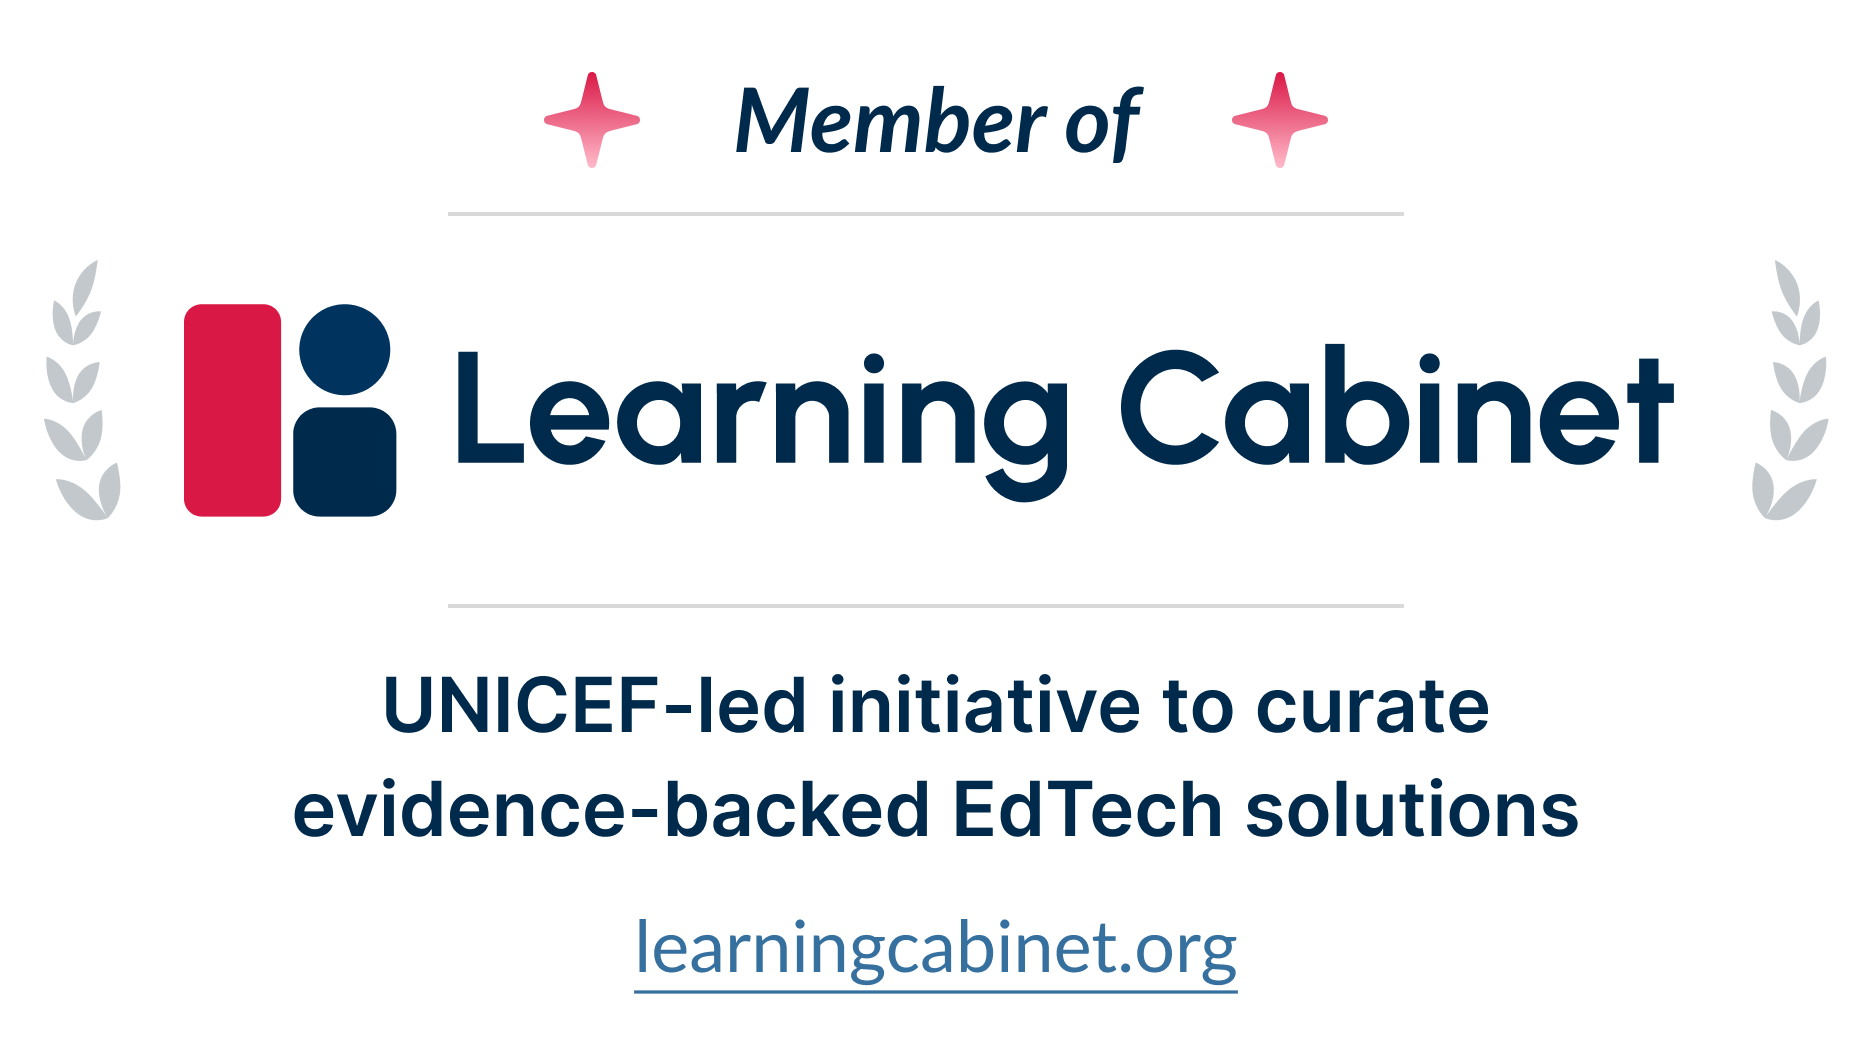 Member of
Learning Cabinet
UNICEF-led initiative to curate
evidence-backed EdTech solutions
learningcabinet.org